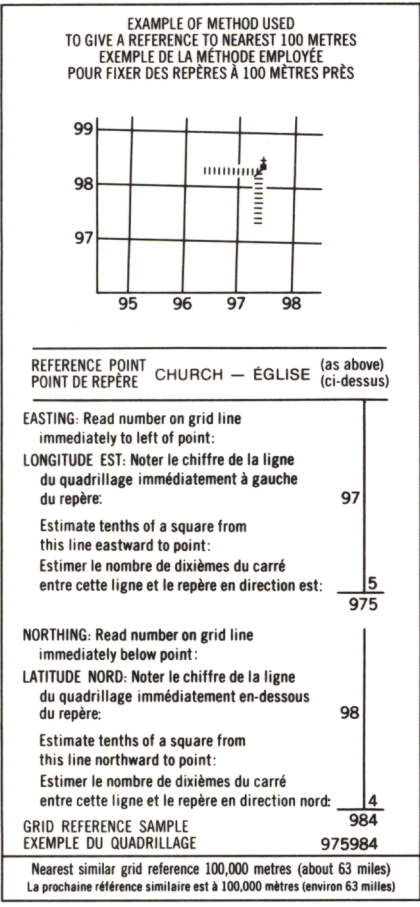 EXAMPLE OF METHOD USED
TO GIVE A REFERENCE TO NEAREST 100 METRES
EXEMPLE DE LA MÉTHODE EMPLOYÉE
POUR FIXER DES REPÈRES À 100 MÈTRES PRÈS
99
98
97
95 96 97 98
REFERENCE POINT
POINT DE REPÈRE CHURCH — ÉGLISE (as above)
(ci-dessus)
EASTING: Read number on grid line
immediately to left of point:
LONGITUDE EST: Noter le chiffre de la ligne
du quadrillage immédiatement à gauche
du repère: 97
Estimate tenths of a square from
this line eastward to point:
Estimer le nombre de dixièmes du carré
entre cette ligne et le repère en direction est: 5
975
NORTHING: Read number on grid line
immediately below point:
LATITUDE NORD: Noter le chiffre de la ligne
du quadrillage immédiatement en-dessous
du repère: 98
Estimate tenths of a square from
this line northward to point:
Estimer le nombre de dixièmes du carré
entre cette ligne et le repère en direction nord: 4
GRID REFERENCE SAMPLE 984
EXEMPLE DU QUADRILLAGE 975984
Nearest similar grid reference 100,000 metres (about 63 miles)
La prochaine référence similaire est à 100,000 mètres (environ 63 milles)